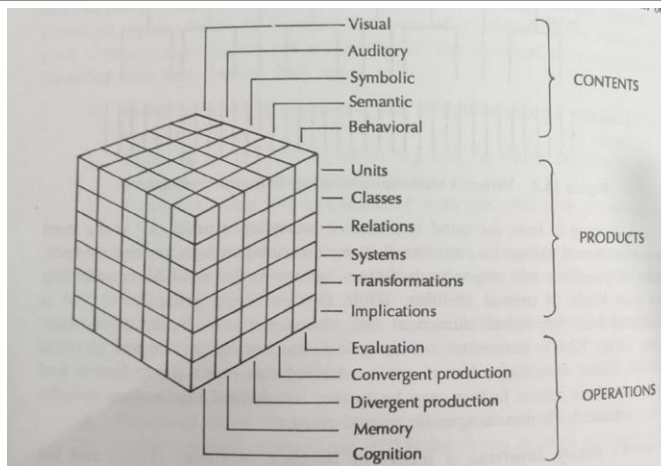 Visual
Auditory
Symbolic
Semantic
Behavioral
CONTENTS
Units
Classes
Relations
Systems
Transformations
Implications
PRODUCTS
Evaluation
Convergent production
Divergent production
Memory
Cognition
OPERATIONS